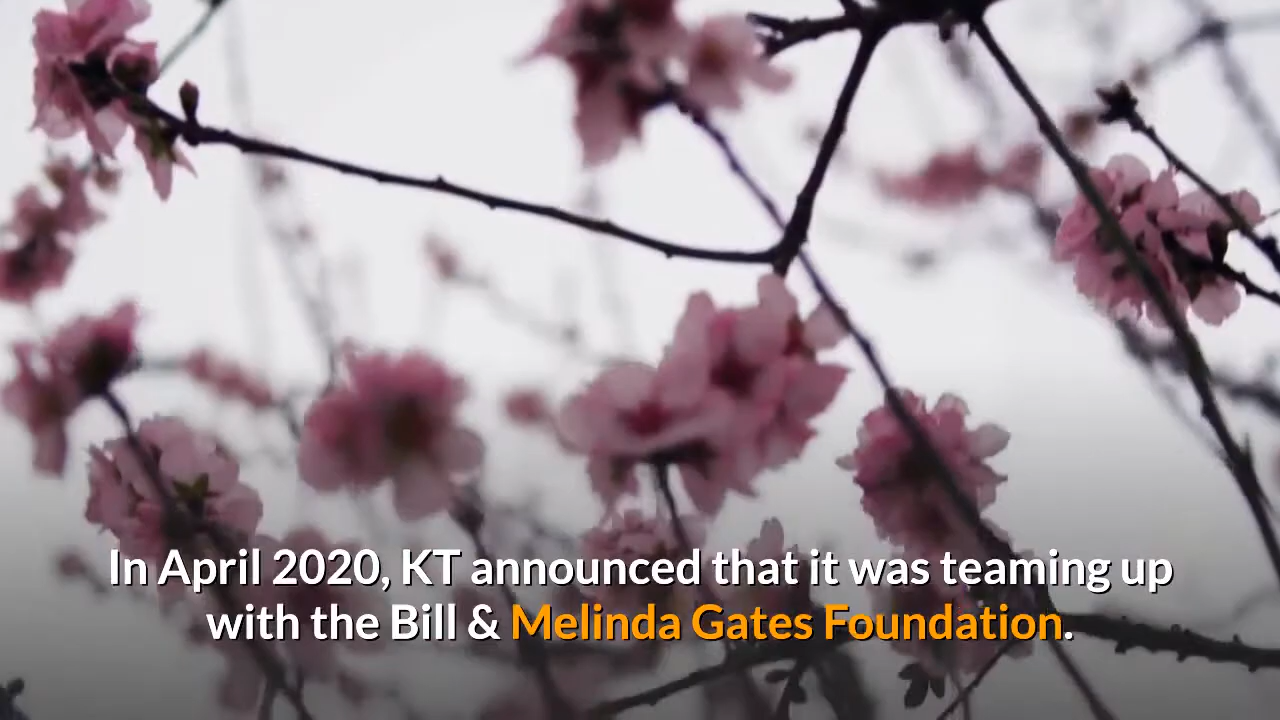 In April 2020, KT announced that it was teaming up
with the Bill & Melinda Gates Foundation.